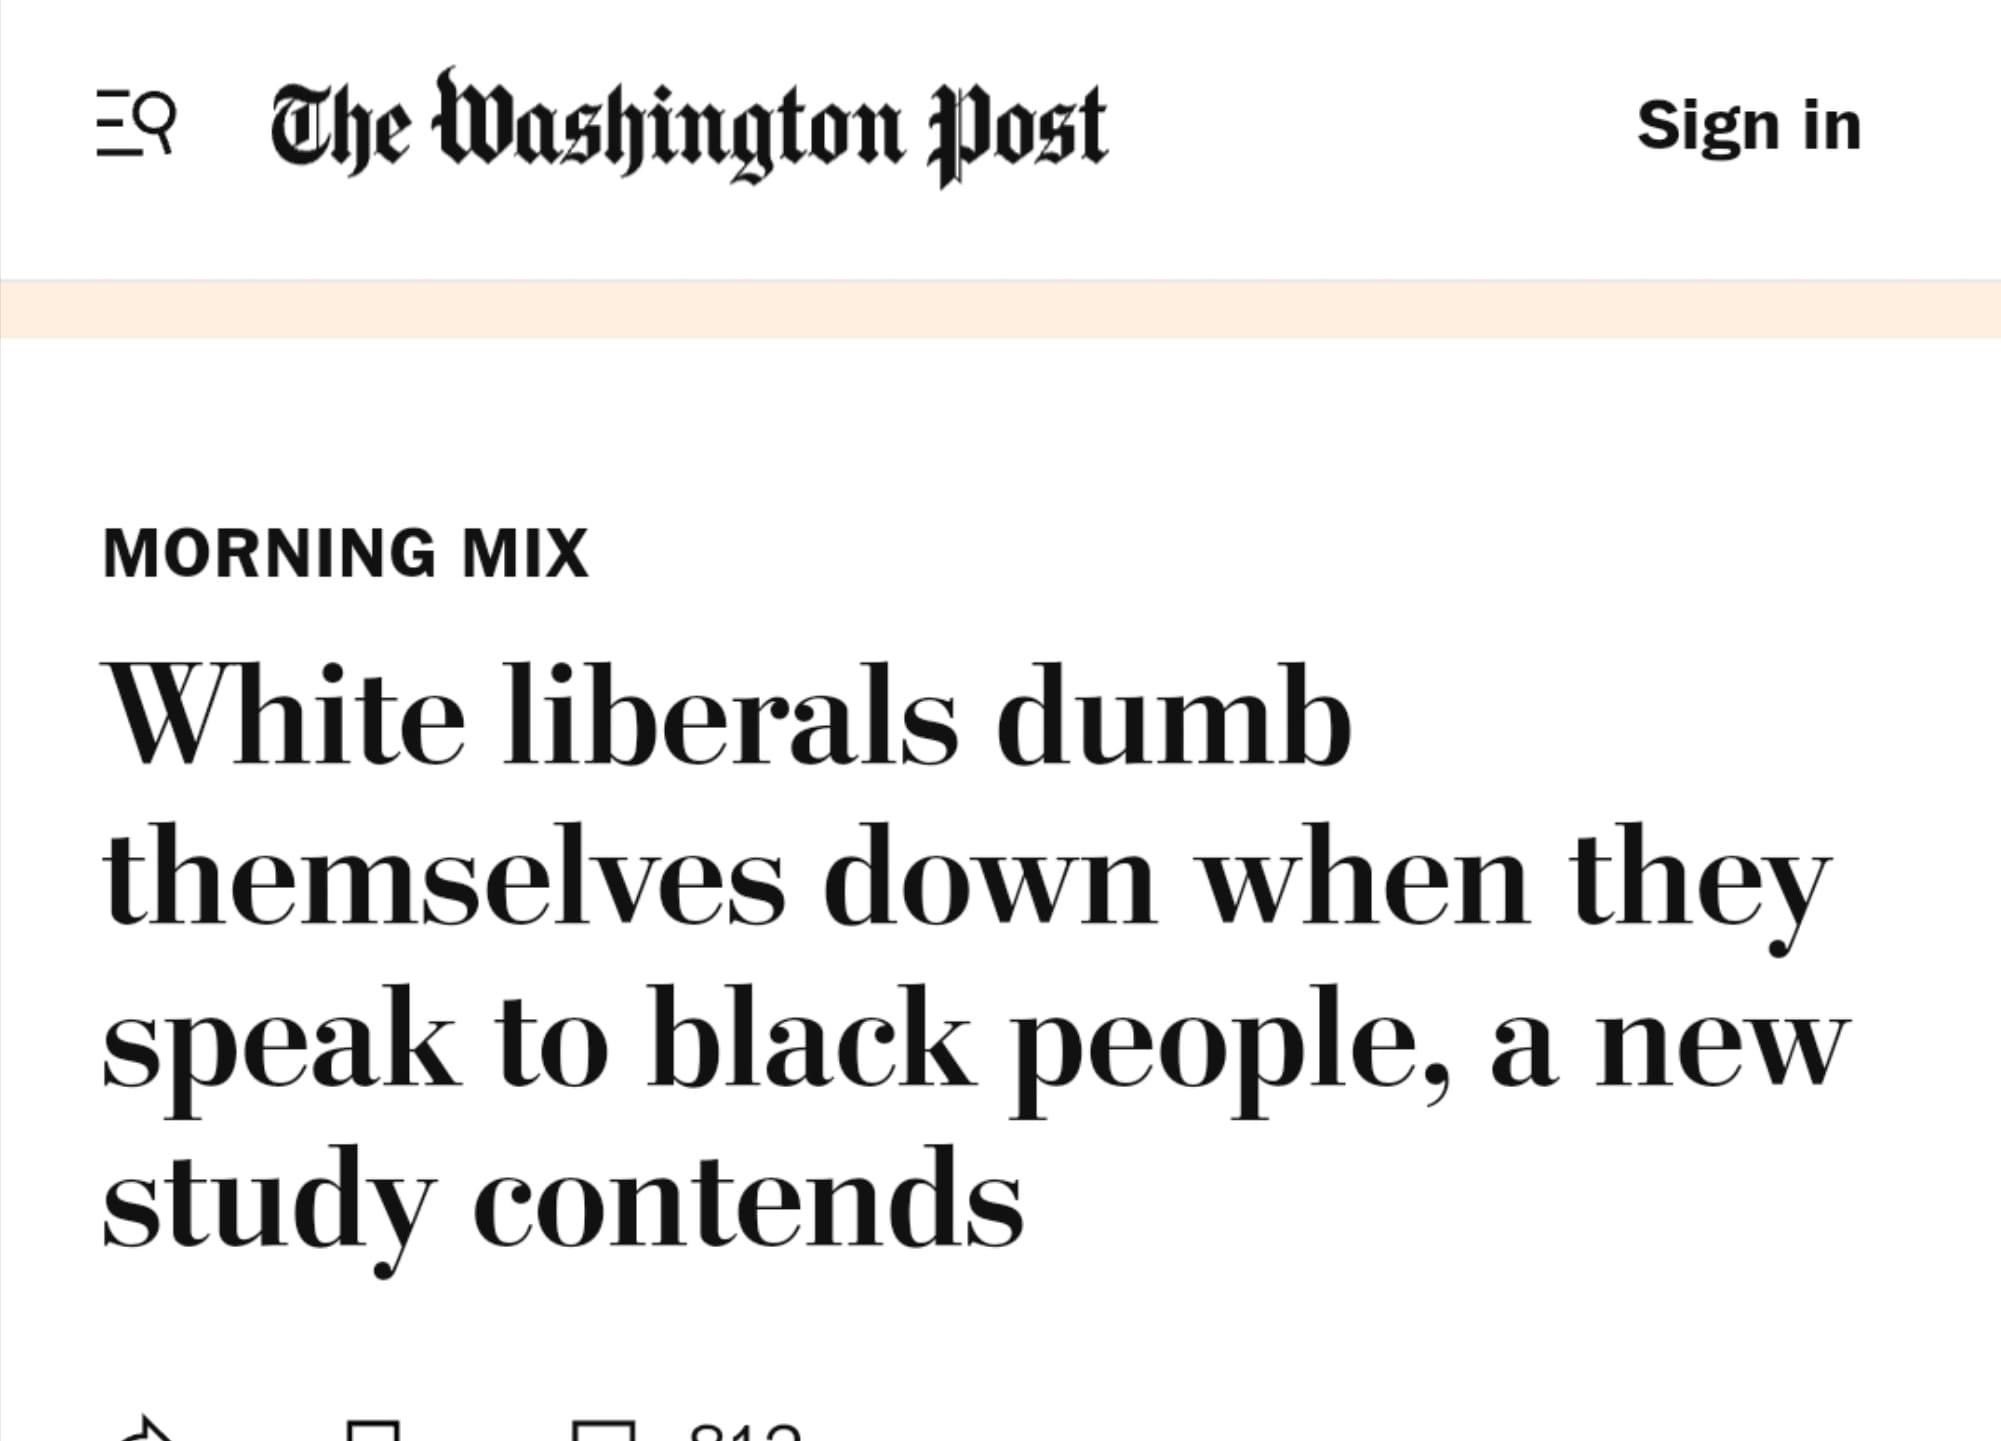 The Washington Post
Sign in
MORNING MIX
White liberals dumb
themselves down when they
speak to black people, a new
study contends